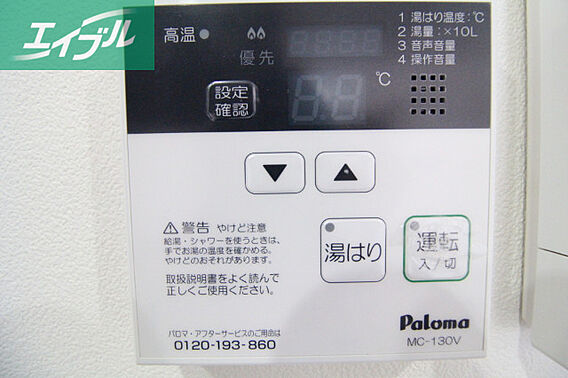 エイブル
高温
優先
1 湯はり温度:℃
2 湯量:×10L
3 音声音量
4 操作音量
℃
設定
確認
▼ ▲
警告 やけど注意
給湯・シャワーを使うときは、
手でお湯の温度を確かめる。
やけどのおそれがあります。
取扱説明書をよく読んで
正しくご使用ください。
湯はり
運転
入/切
パロマ・アフターサービスのご用品は
0120-193-860
Paloma
MC-130V